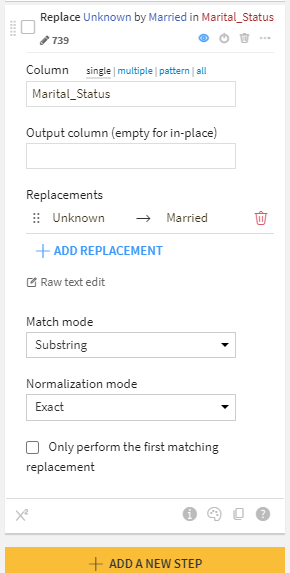 Replace Unknown by Married in Marital_Status
739
Column single | multiple | pattern | all
Marital_Status
Output column (empty for in-place)
Replacements
Unknown → Married
+ ADD REPLACEMENT
Raw text edit
Match mode
Substring
Normalization mode
Exact
Only perform the first matching
replacement
+ ADD A NEW STEP